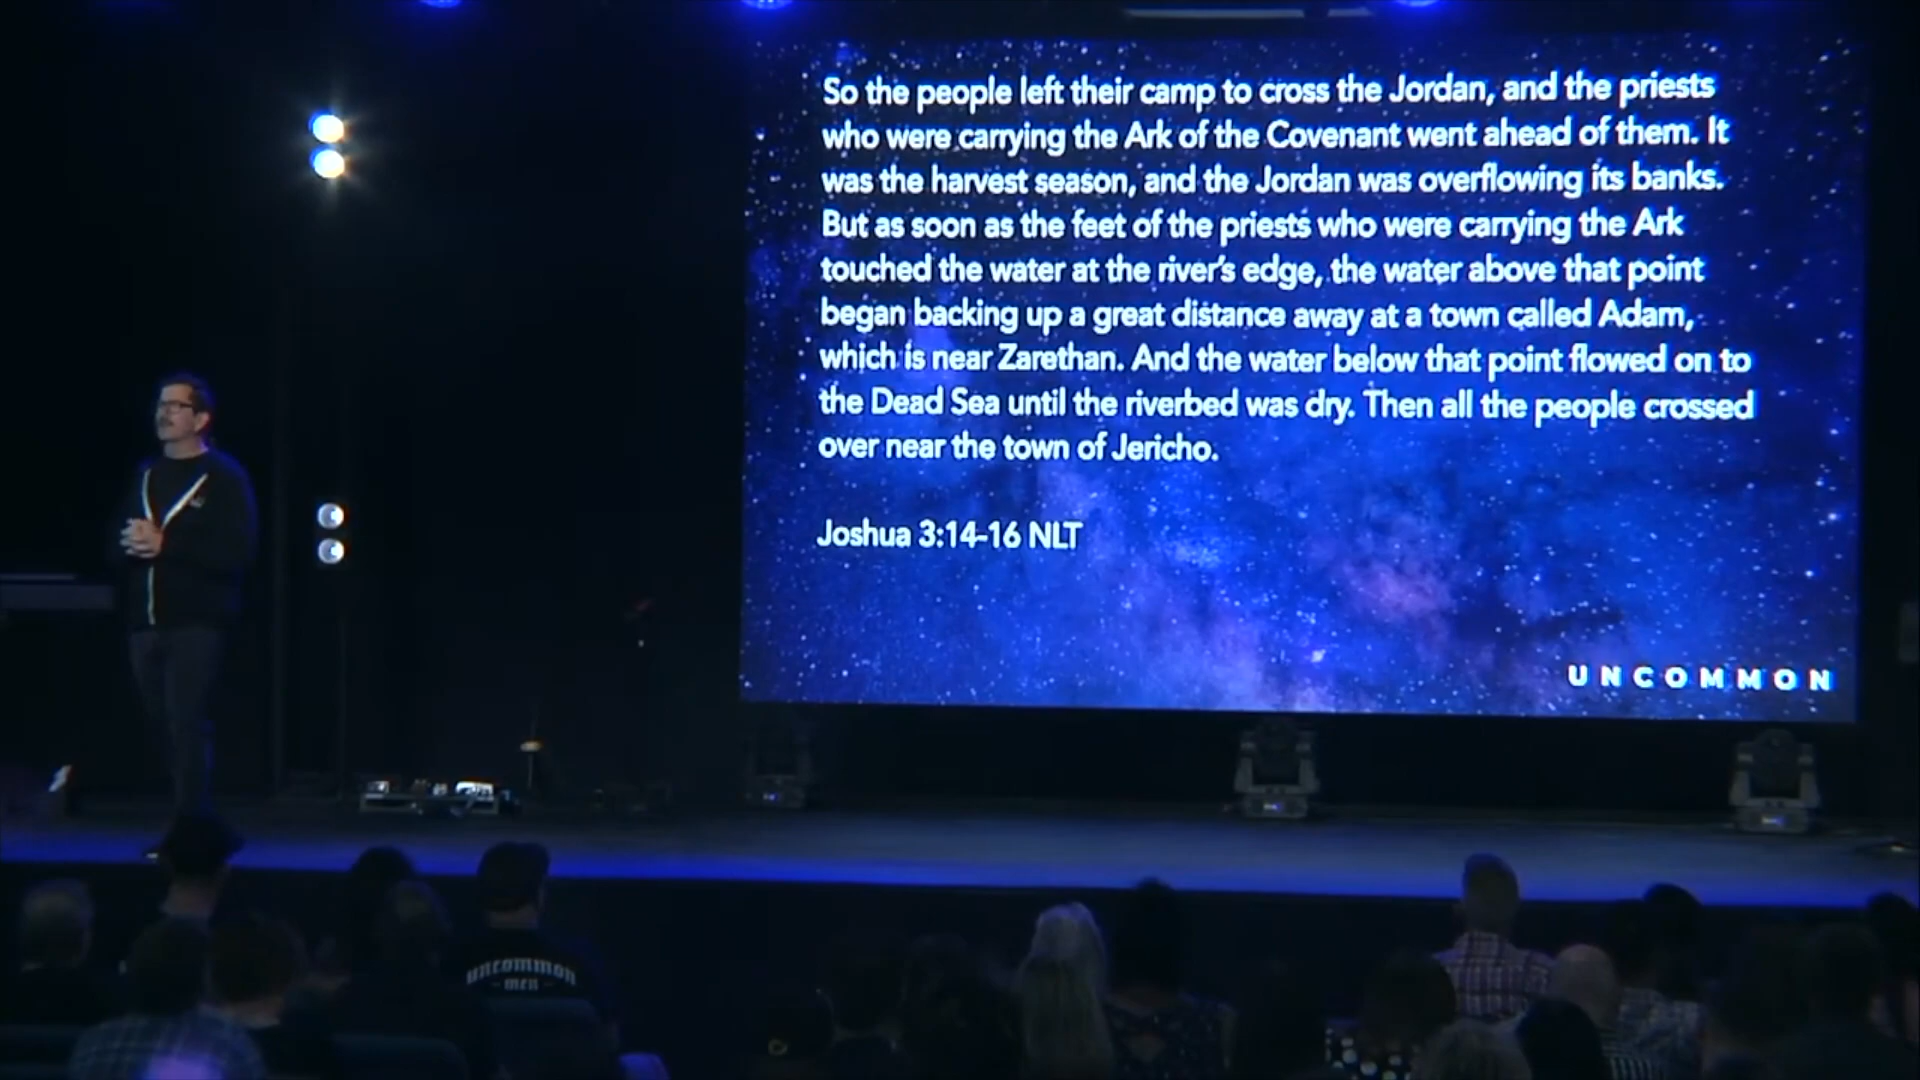 So the people left their camp to cross the Jordan, and the priests
who were carrying the Ark of the Covenant went ahead of them. It
was the harvest season, and the Jordan was overflowing its banks.
But as soon as the feet of the priests who were carrying the Ark
touched the water at the river's edge, the water above that point
began backing up a great distance away at a town called Adam,
which is near Zarethan. And the water below that point flowed on to
the Dead Sea until the riverbed was dry. Then all the people crossed
over near the town of Jericho.
Joshua 3:14-16 NLT
UNCOMMON
uncommon
- men -